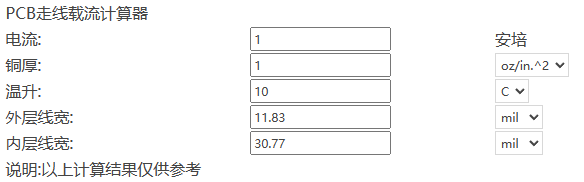 PCB走线载流计算器
电流: 1 安培
铜厚: 1 oz/in.^2
温升: 10 C
外层线宽: 11.83 mil
内层线宽: 30.77 mil
说明:以上计算结果仅供参考